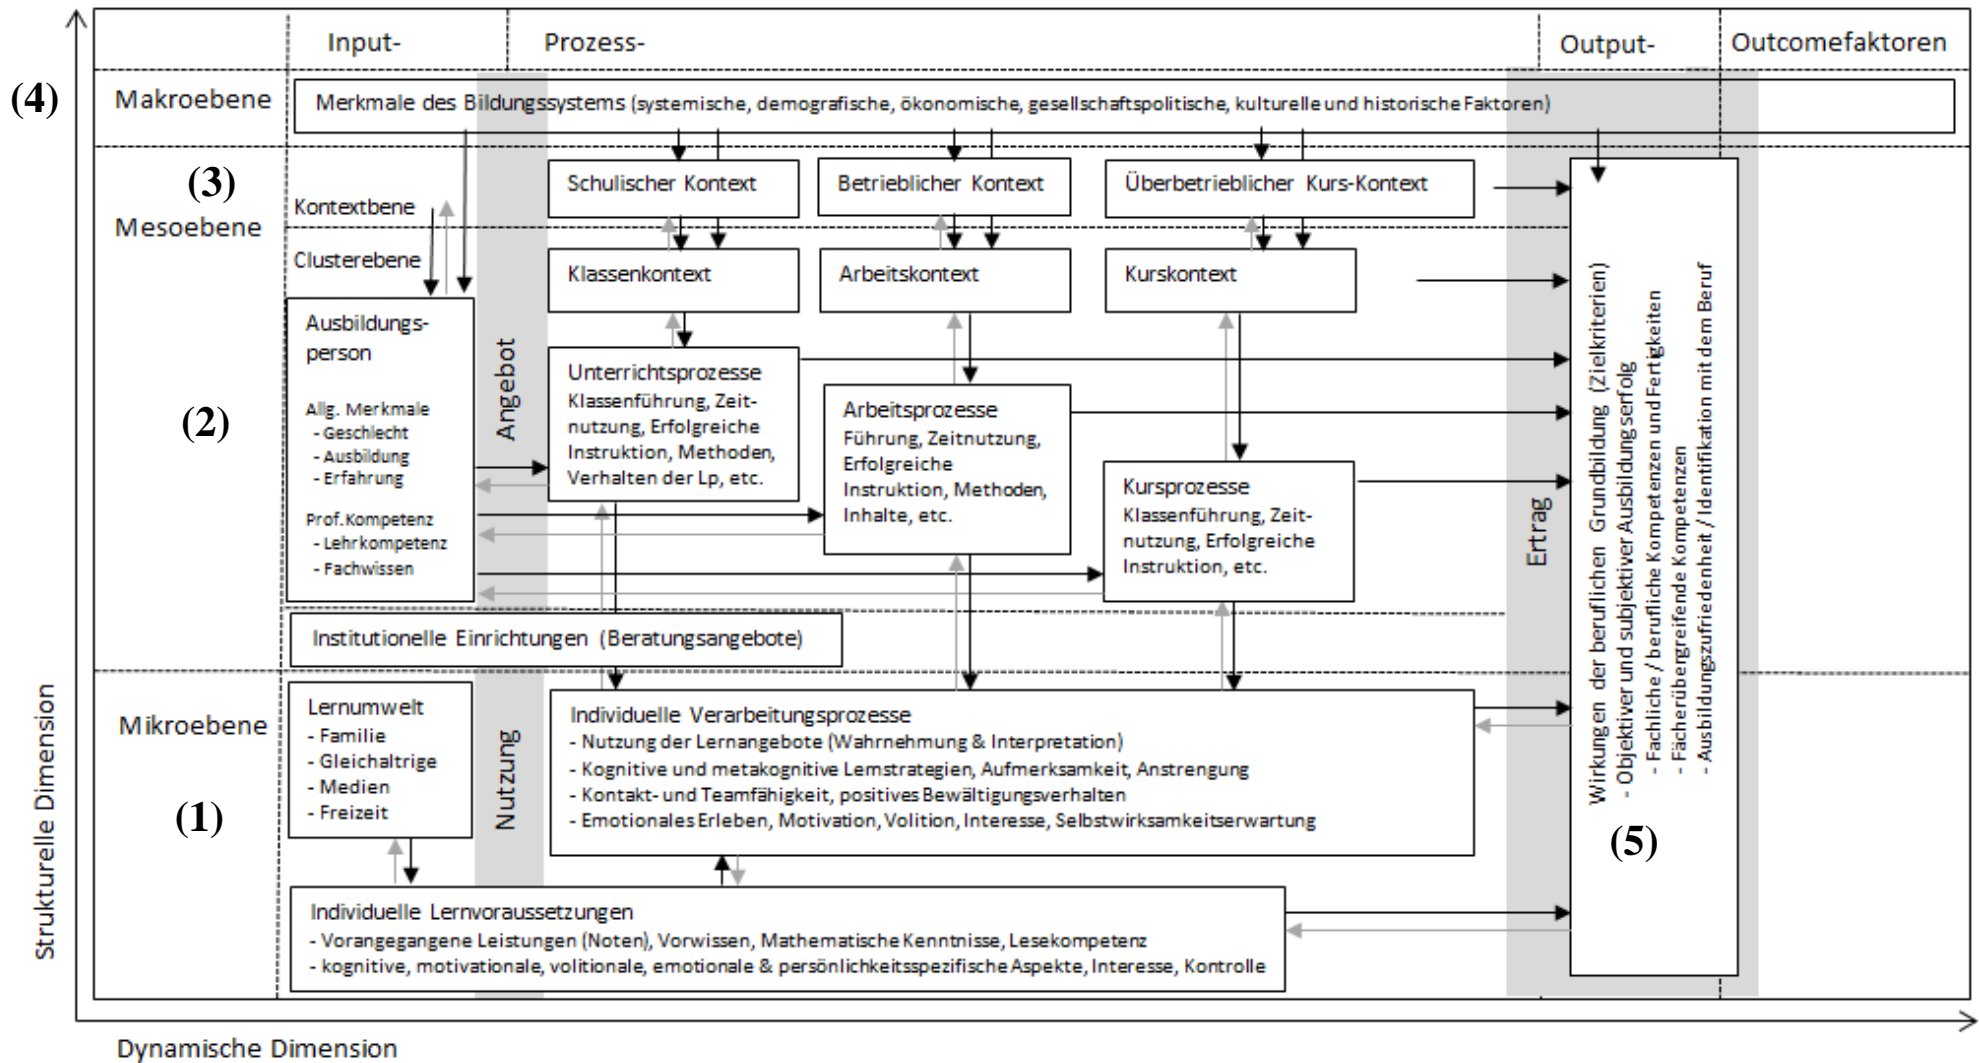 Input-
Prozess-
Output-
Outcomefaktoren
(4)
Makroebene
Merkmale des Bildungssystems (systemische, demografische, ökonomische, gesellschaftspolitische, kulturelle und historische Faktoren)
(3)
Mesoebene
Kontextbene
Clusterebene
Schulischer Kontext
Betrieblicher Kontext
Überbetrieblicher Kurs-Kontext
Klassenkontext
Arbeitskontext
Kurskontext
(2)
Ausbildungs-
person
Allg. Merkmale
- Geschlecht
- Ausbildung
- Erfahrung
Prof. Kompetenz
- Lehrkompetenz
- Fachwissen
Angebot
Unterrichtsprozesse
Klassenführung, Zeit-
nutzung, Erfolgreiche
Instruktion, Methoden,
Verhalten der Lp, etc.
Arbeitsprozesse
Führung, Zeitnutzung,
Erfolgreiche
Instruktion, Methoden,
Inhalte, etc.
Kursprozesse
Klassenführung, Zeit-
nutzung, Erfolgreiche
Instruktion, etc.
Ertrag
Wirkungen der beruflichen Grundbildung (Zielkriterien)
- Objektiver und subjektiver Ausbildungserfolg
- Fachliche / berufliche Kompetenzen und Fertigkeiten
- Fächerübergreifende Kompetenzen
- Ausbildungszufriedenheit / Identifikation mit dem Beruf
(5)
Institutionelle Einrichtungen (Beratungsangebote)
Mikroebene
(1)
Lernumwelt
- Familie
- Gleichaltrige
- Medien
- Freizeit
Nutzung
Individuelle Verarbeitungsprozesse
- Nutzung der Lernangebote (Wahrnehmung & Interpretation)
- Kognitive und metakognitive Lernstrategien, Aufmerksamkeit, Anstrengung
- Kontakt- und Teamfähigkeit, positives Bewältigungsverhalten
- Emotionales Erleben, Motivation, Volition, Interesse, Selbstwirksamkeitserwartung
Individuelle Lernvoraussetzungen
- Vorangegangene Leistungen (Noten), Vorwissen, Mathematische Kenntnisse, Lesekompetenz
- kognitive, motivationale, volitionale, emotionale & persönlichkeitsspezifische Aspekte, Interesse, Kontrolle
Strukturelle Dimension
Dynamische Dimension